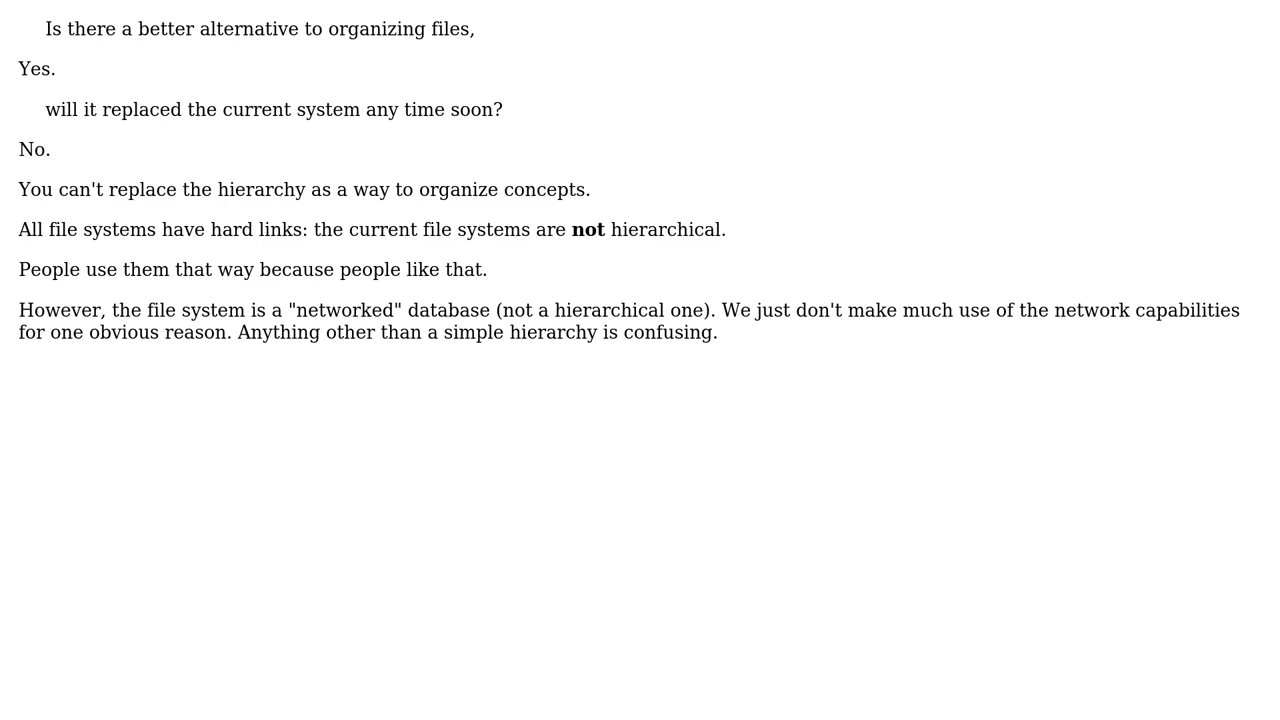 Is there a better alternative to organizing files,
Yes.
will it replaced the current system any time soon?
No.
You can't replace the hierarchy as a way to organize concepts.
All file systems have hard links: the current file systems are not hierarchical.
People use them that way because people like that.
However, the file system is a "networked" database (not a hierarchical one). We just don't make much use of the network capabilities
for one obvious reason. Anything other than a simple hierarchy is confusing.